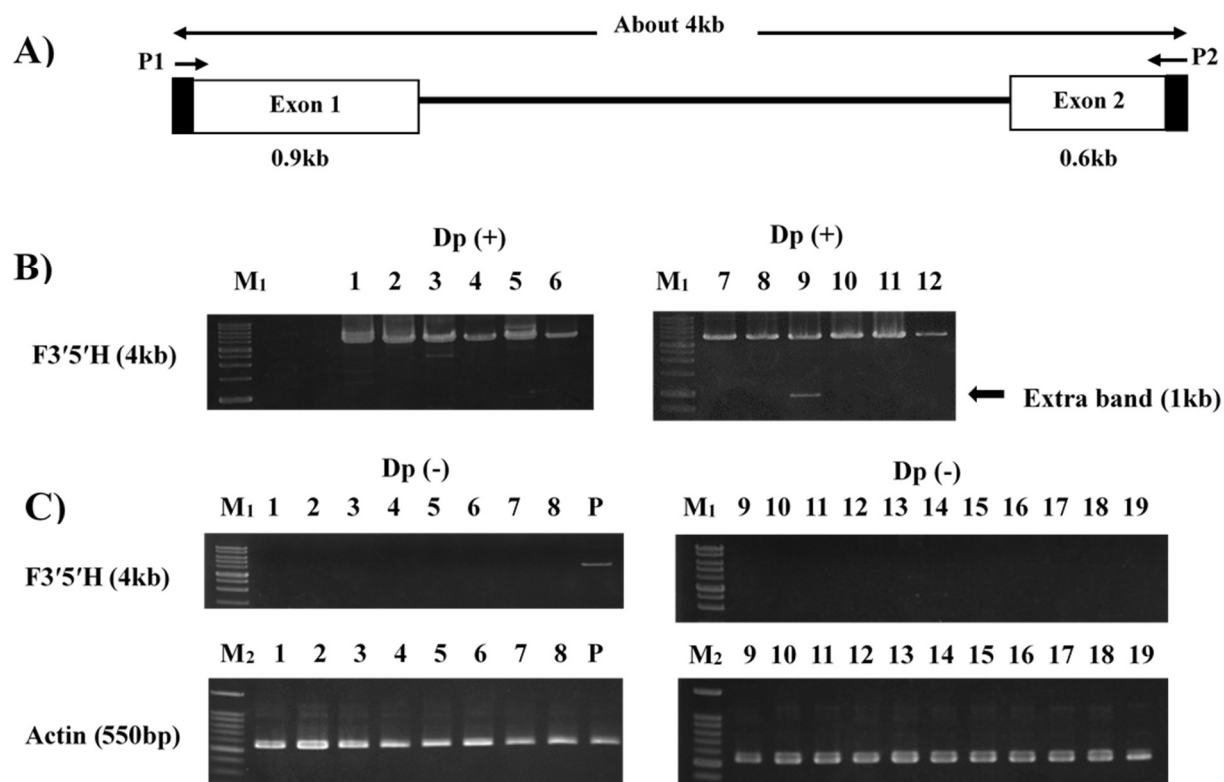 About 4kb
A)
P1
P2
Exon 1
Exon 2
0.9kb
0.6kb
Dp (+)
Dp (+)
B)
M1 1 2 3 4 5 6
M1 7 8 9 10 11 12
F3′5′H (4kb)
Extra band (1kb)
Dp (-)
Dp (-)
C)
M1 1 2 3 4 5 6 7 8 P
M1 9 10 11 12 13 14 15 16 17 18 19
F3′5′H (4kb)
M2 1 2 3 4 5 6 7 8 P
M2 9 10 11 12 13 14 15 16 17 18 19
Actin (550bp)